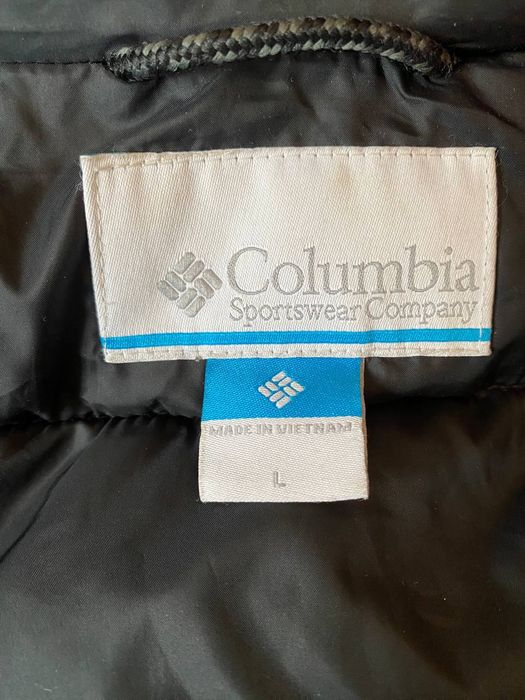 Columbia
Sportswear Company
MADE IN VIETNAM
L